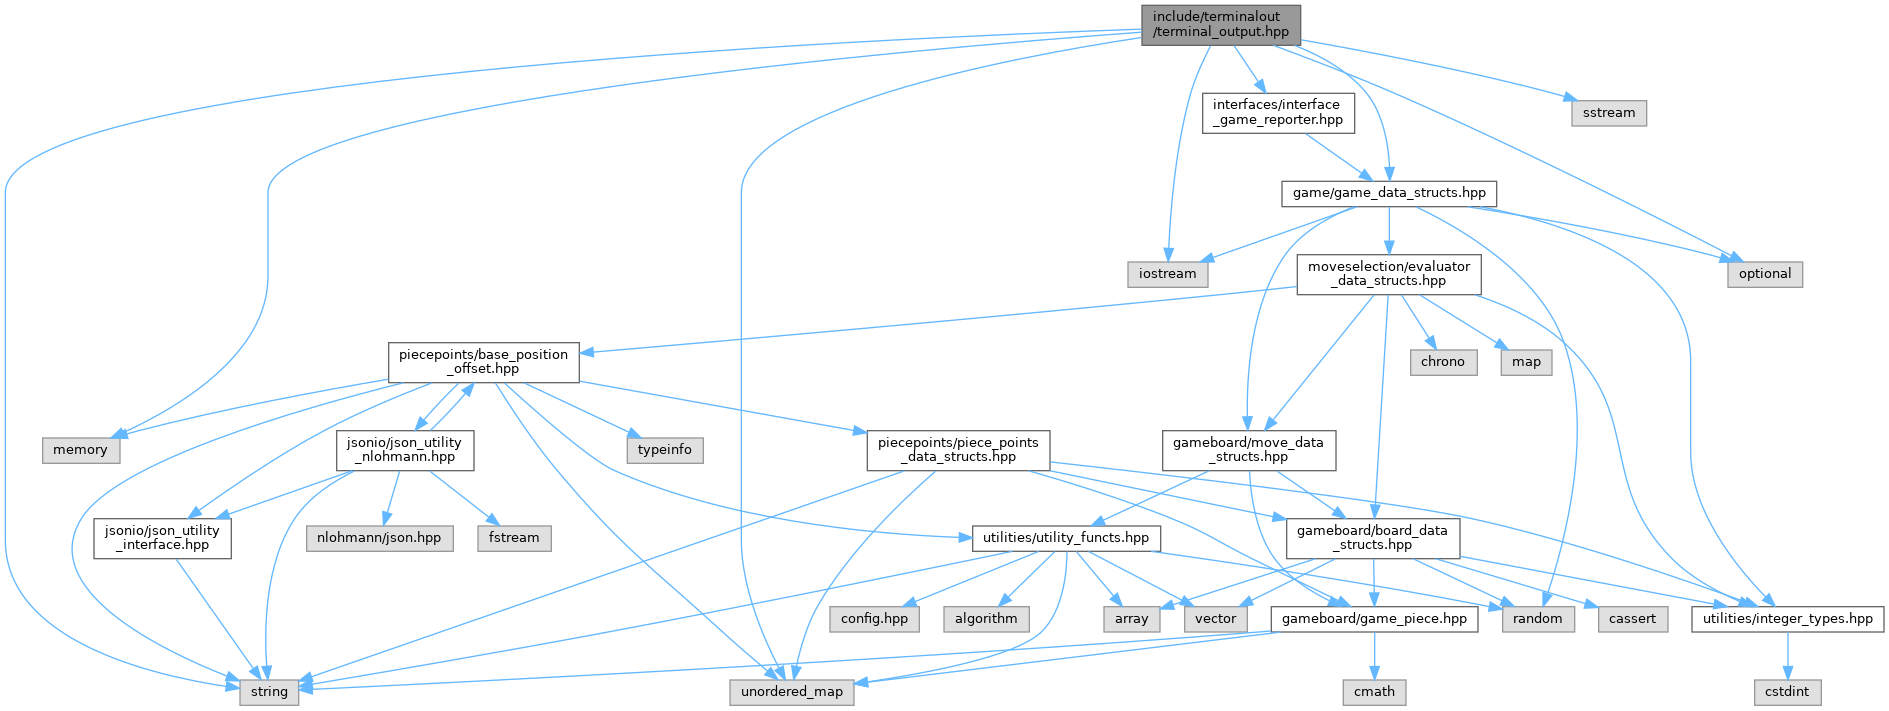 include/terminalout
/terminal_output.hpp
interfaces/interface
_game_reporter.hpp
sstream
game/game_data_structs.hpp
iostream
moveselection/evaluator
_data_structs.hpp
optional
piecepoints/base_position
_offset.hpp
chrono
map
memory
jsonio/json_utility
_nlohmann.hpp
typeinfo
piecepoints/piece_points
_data_structs.hpp
gameboard/move_data
_structs.hpp
jsonio/json_utility
_interface.hpp
nlohmann/json.hpp
fstream
utilities/utility_functs.hpp
gameboard/board_data
_structs.hpp
config.hpp
algorithm
array
vector
gameboard/game_piece.hpp
random
cassert
utilities/integer_types.hpp
string
unordered_map
cmath
cstdint